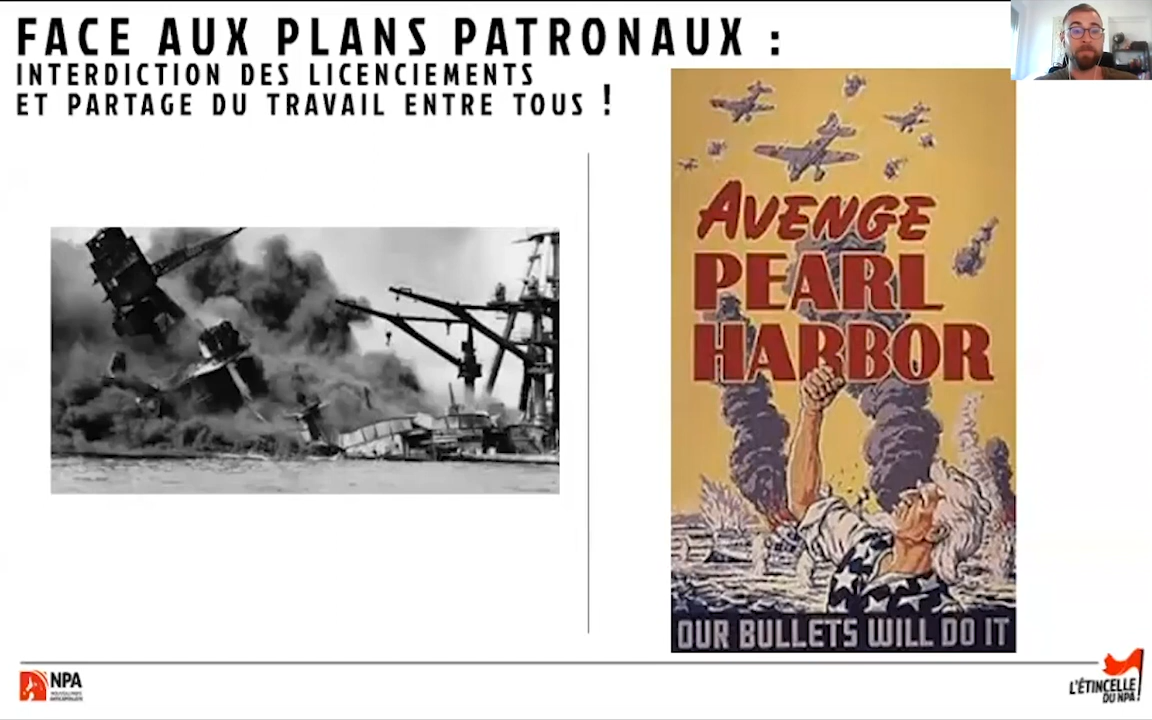 FACE AUX PLANS PATRONAUX :
INTERDICTION DES LICENCIEMENTS
ET PARTAGE DU TRAVAIL ENTRE TOUS !
AVENGE
PEARL
HARBOR
OUR BULLETS WILL DO IT
NPA
L'ÉTINCELLE
DU NPA!